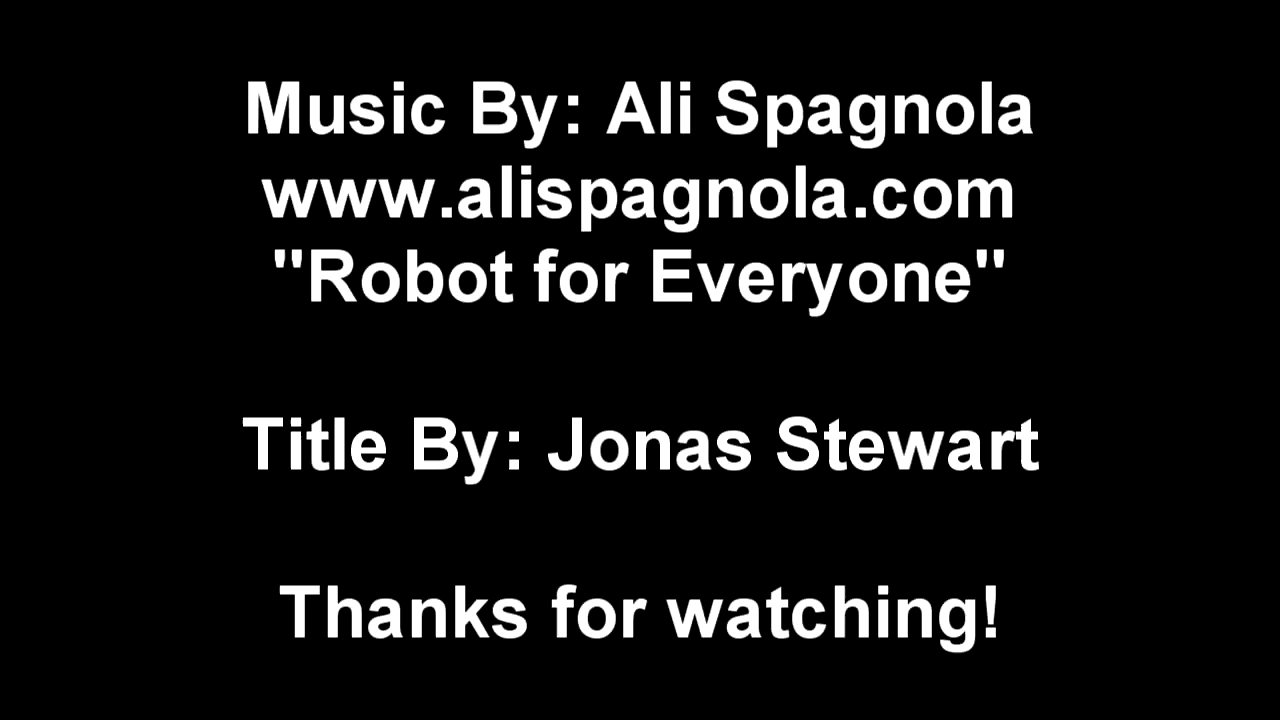 Music By: Ali Spagnola
www.alispagnola.com
"Robot for Everyone"
Title By: Jonas Stewart
Thanks for watching!